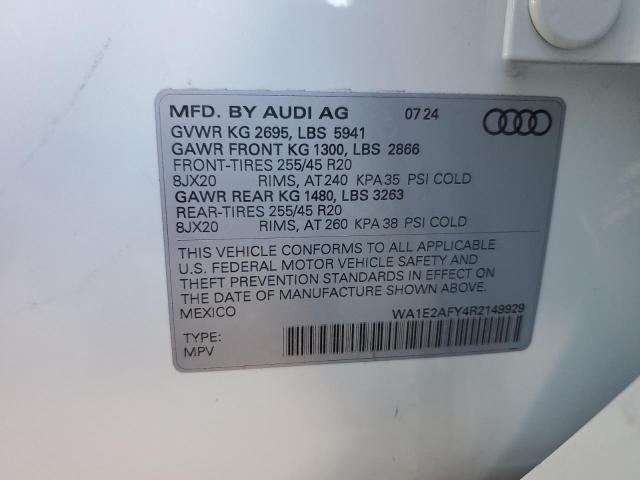 MFD. BY AUDI AG 07 24
GVWR KG 2695, LBS 5941
GAWR FRONT KG 1300, LBS 2866
FRONT-TIRES 255/45 R20
8JX20 RIMS, AT 240 KPA 35 PSI COLD
GAWR REAR KG 1480, LBS 3263
REAR-TIRES 255/45 R20
8JX20 RIMS, AT 260 KPA 38 PSI COLD
THIS VEHICLE CONFORMS TO ALL APPLICABLE
U.S. FEDERAL MOTOR VEHICLE SAFETY AND
THEFT PREVENTION STANDARDS IN EFFECT ON
THE DATE OF MANUFACTURE SHOWN ABOVE.
MEXICO
WA1E2AFY4R2149929
TYPE:
MPV